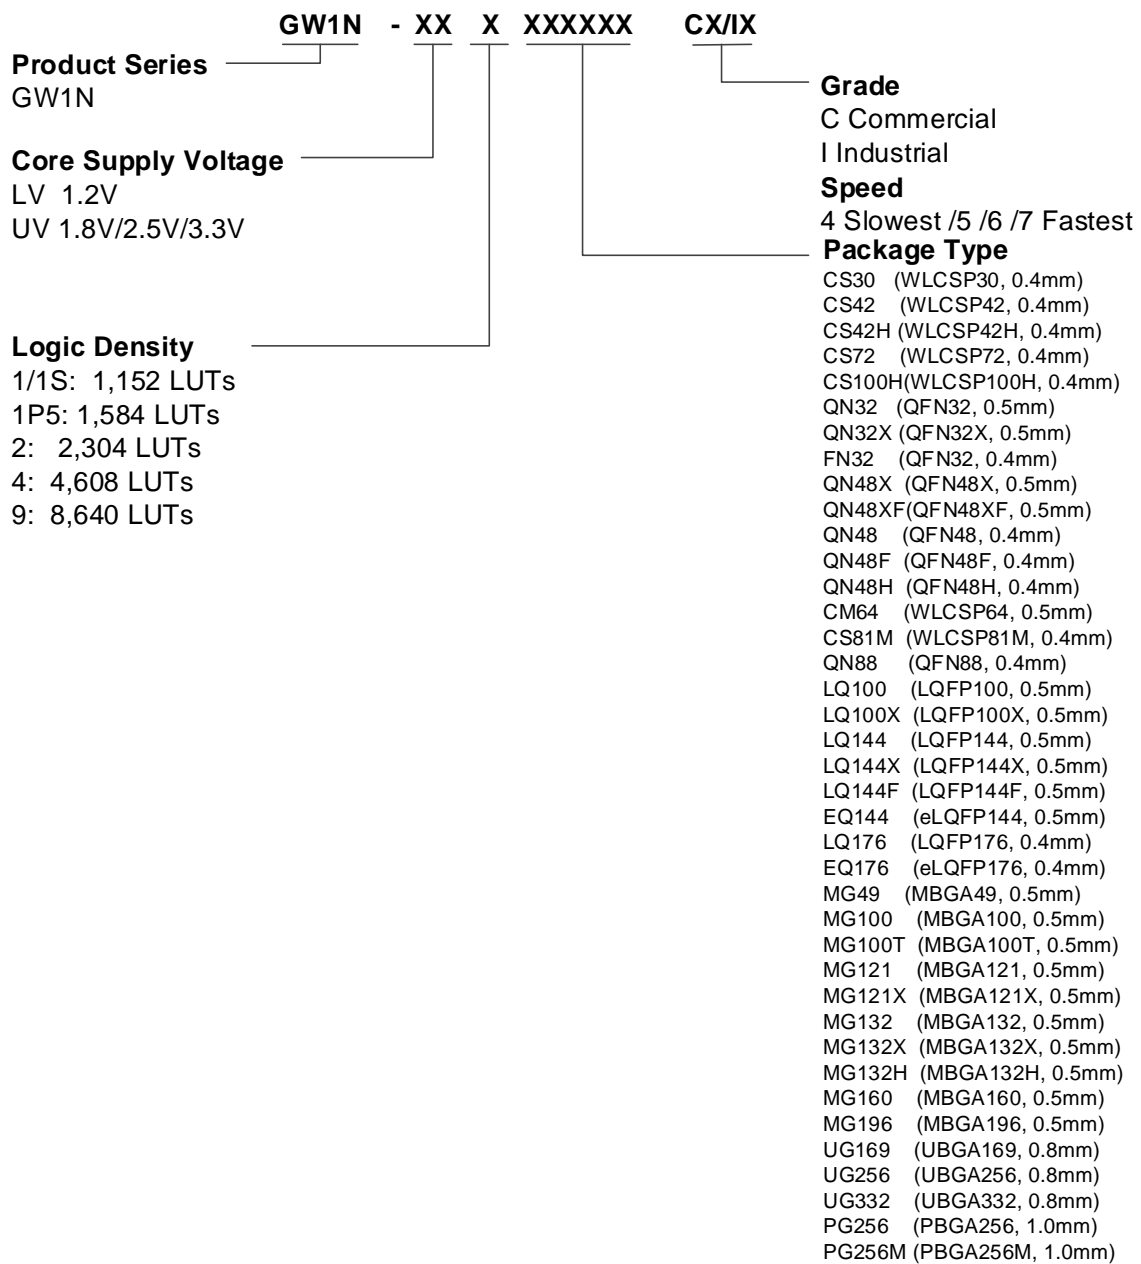 GW1N - XX X XXXXXX CX/IX
Product Series
GW1N
Core Supply Voltage
LV 1.2V
UV 1.8V/2.5V/3.3V
Logic Density
1/1S: 1,152 LUTs
1P5: 1,584 LUTs
2: 2,304 LUTs
4: 4,608 LUTs
9: 8,640 LUTs
Grade
C Commercial
I Industrial
Speed
4 Slowest /5 /6 /7 Fastest
Package Type
CS30 (WLCSP30, 0.4mm)
CS42 (WLCSP42, 0.4mm)
CS42H (WLCSP42H, 0.4mm)
CS72 (WLCSP72, 0.4mm)
CS100H(WLCSP100H, 0.4mm)
QN32 (QFN32, 0.5mm)
QN32X (QFN32X, 0.5mm)
FN32 (QFN32, 0.4mm)
QN48X (QFN48X, 0.5mm)
QN48XF(QFN48XF, 0.5mm)
QN48 (QFN48, 0.4mm)
QN48F (QFN48F, 0.4mm)
QN48H (QFN48H, 0.4mm)
CM64 (WLCSP64, 0.5mm)
CS81M (WLCSP81M, 0.4mm)
QN88 (QFN88, 0.4mm)
LQ100 (LQFP100, 0.5mm)
LQ100X (LQFP100X, 0.5mm)
LQ144 (LQFP144, 0.5mm)
LQ144X (LQFP144X, 0.5mm)
LQ144F (LQFP144F, 0.5mm)
EQ144 (eLQFP144, 0.5mm)
LQ176 (LQFP176, 0.4mm)
EQ176 (eLQFP176, 0.4mm)
MG49 (MBGA49, 0.5mm)
MG100 (MBGA100, 0.5mm)
MG100T (MBGA100T, 0.5mm)
MG121 (MBGA121, 0.5mm)
MG121X (MBGA121X, 0.5mm)
MG132 (MBGA132, 0.5mm)
MG132X (MBGA132X, 0.5mm)
MG132H (MBGA132H, 0.5mm)
MG160 (MBGA160, 0.5mm)
MG196 (MBGA196, 0.5mm)
UG169 (UBGA169, 0.8mm)
UG256 (UBGA256, 0.8mm)
UG332 (UBGA332, 0.8mm)
PG256 (PBGA256, 1.0mm)
PG256M (PBGA256M, 1.0mm)